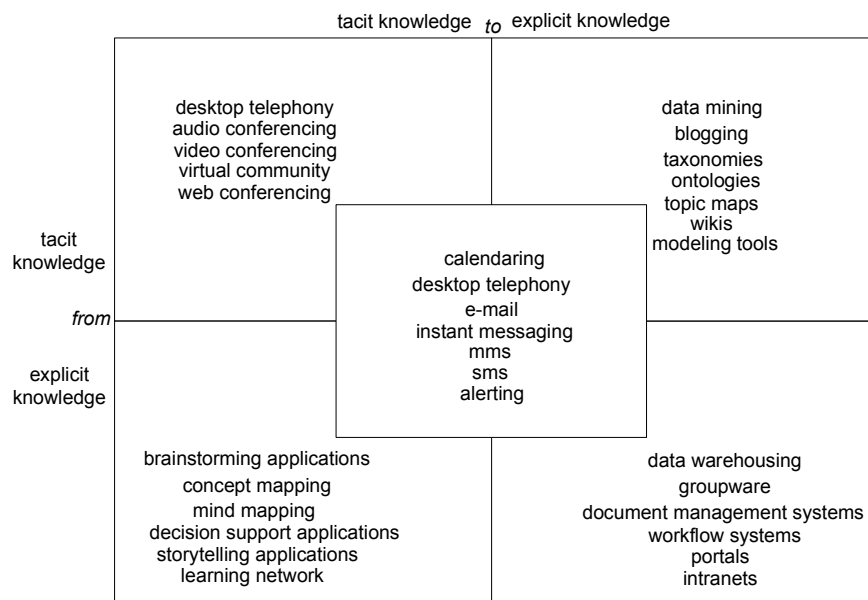 tacit knowledge to explicit knowledge
desktop telephony
audio conferencing
video conferencing
virtual community
web conferencing
data mining
blogging
taxonomies
ontologies
topic maps
wikis
modeling tools
tacit
knowledge
calendaring
desktop telephony
e-mail
instant messaging
mms
sms
alerting
from
explicit
knowledge
brainstorming applications
concept mapping
mind mapping
decision support applications
storytelling applications
learning network
data warehousing
groupware
document management systems
workflow systems
portals
intranets